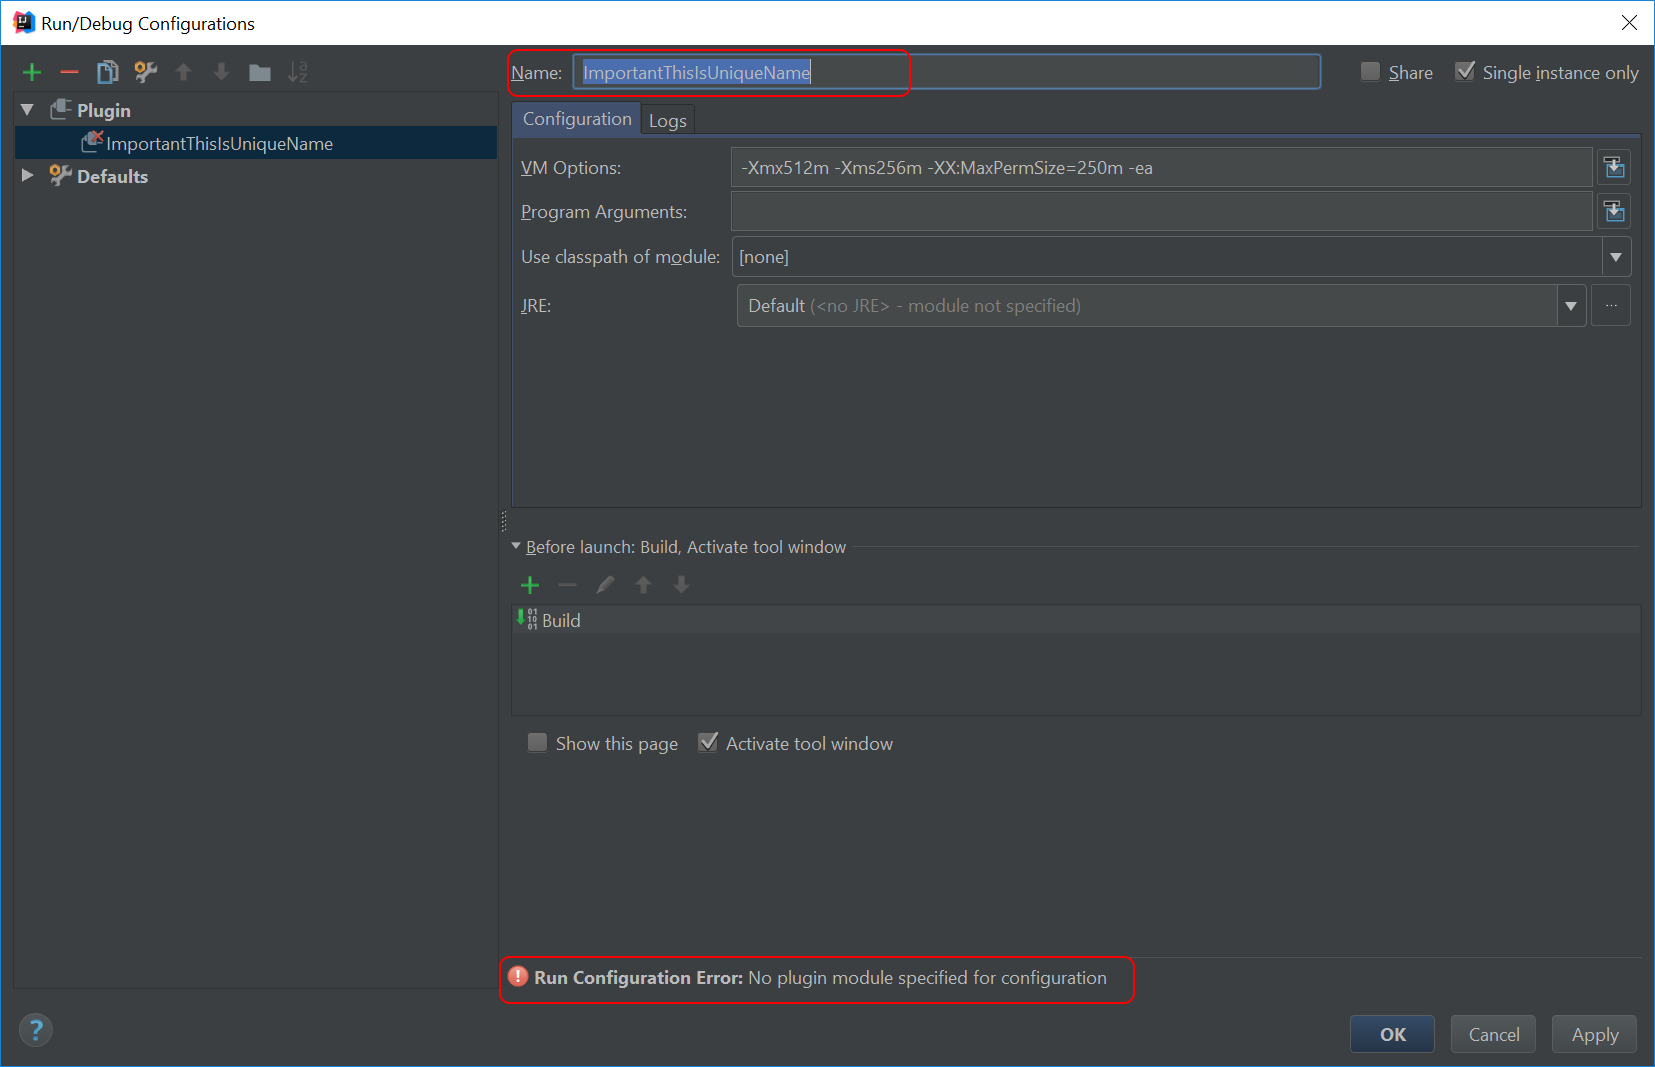 Run/Debug Configurations
Name: ImportantThisIsUniqueName
Share
Single instance only
Plugin
ImportantThisIsUniqueName
Defaults
Configuration
Logs
VM Options: -Xmx512m -Xms256m -XX:MaxPermSize=250m -ea
Program Arguments:
Use classpath of module: [none]
JRE: Default (<no JRE> - module not specified)
Before launch: Build, Activate tool window
Build
Show this page
Activate tool window
Run Configuration Error: No plugin module specified for configuration
?
OK
Cancel
Apply